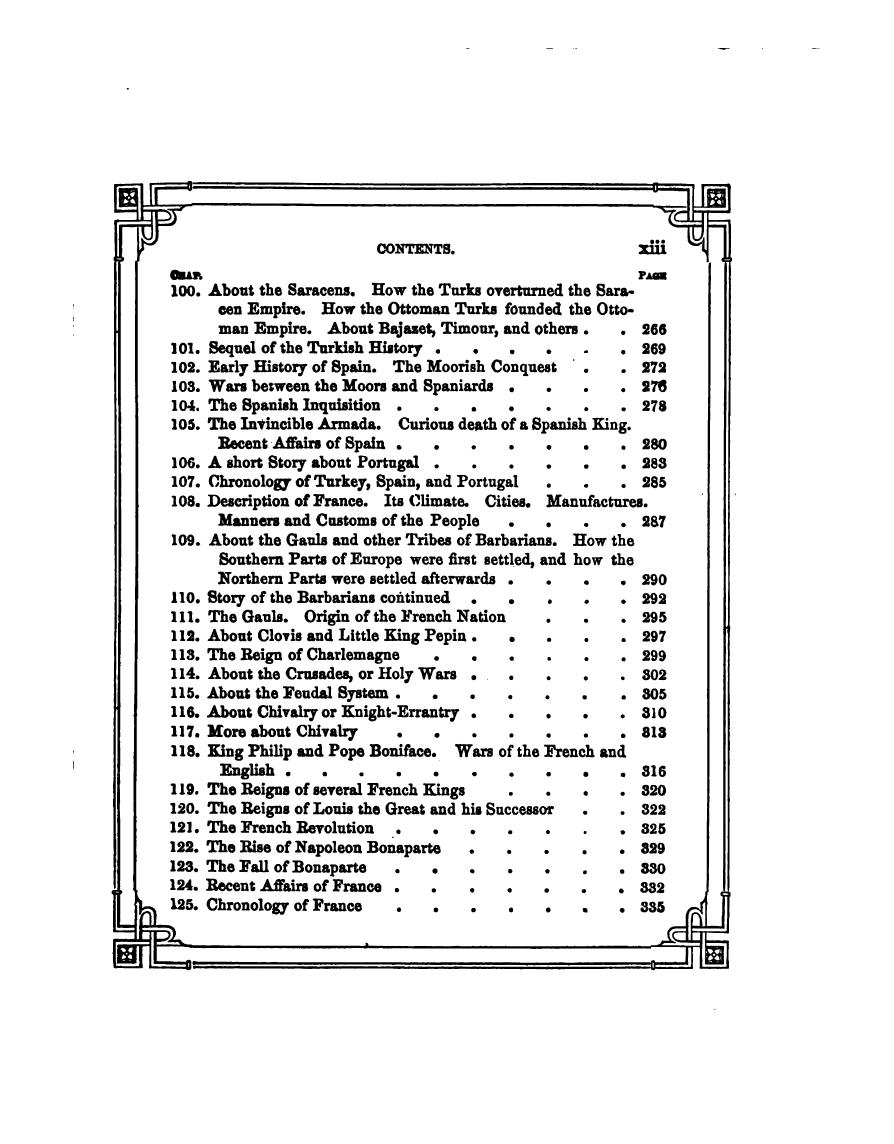 CONTENTS. xiii
CHAP. PAGE
100. About the Saracens. How the Turks overturned the Sara-
cen Empire. How the Ottoman Turks founded the Otto-
man Empire. About Bajazet, Timour, and others . . 266
101. Sequel of the Turkish History . . . . . . 269
102. Early History of Spain. The Moorish Conquest . . 272
103. Wars between the Moors and Spaniards . . . . 276
104. The Spanish Inquisition . . . . . . . 278
105. The Invincible Armada. Curious death of a Spanish King.
Recent Affairs of Spain . . . . . . . 280
106. A short Story about Portugal . . . . . . 283
107. Chronology of Turkey, Spain, and Portugal . . . 285
108. Description of France. Its Climate. Cities. Manufactures.
Manners and Customs of the People . . . . 287
109. About the Gauls and other Tribes of Barbarians. How the
Southern Parts of Europe were first settled, and how the
Northern Parts were settled afterwards . . . . 290
110. Story of the Barbarians continued . . . . . 292
111. The Gauls. Origin of the French Nation . . . 295
112. About Clovis and Little King Pepin . . . . . 297
113. The Reign of Charlemagne . . . . . . 299
114. About the Crusades, or Holy Wars . . . . . 302
115. About the Feudal System . . . . . . . 305
116. About Chivalry or Knight-Errantry . . . . . 310
117. More about Chivalry . . . . . . . 313
118. King Philip and Pope Boniface. Wars of the French and
English . . . . . . . . . . 316
119. The Reigns of several French Kings . . . . 320
120. The Reigns of Louis the Great and his Successor . . 322
121. The French Revolution . . . . . . . 325
122. The Rise of Napoleon Bonaparte . . . . . 329
123. The Fall of Bonaparte . . . . . . . 330
124. Recent Affairs of France . . . . . . . 332
125. Chronology of France . . . . . . . 335